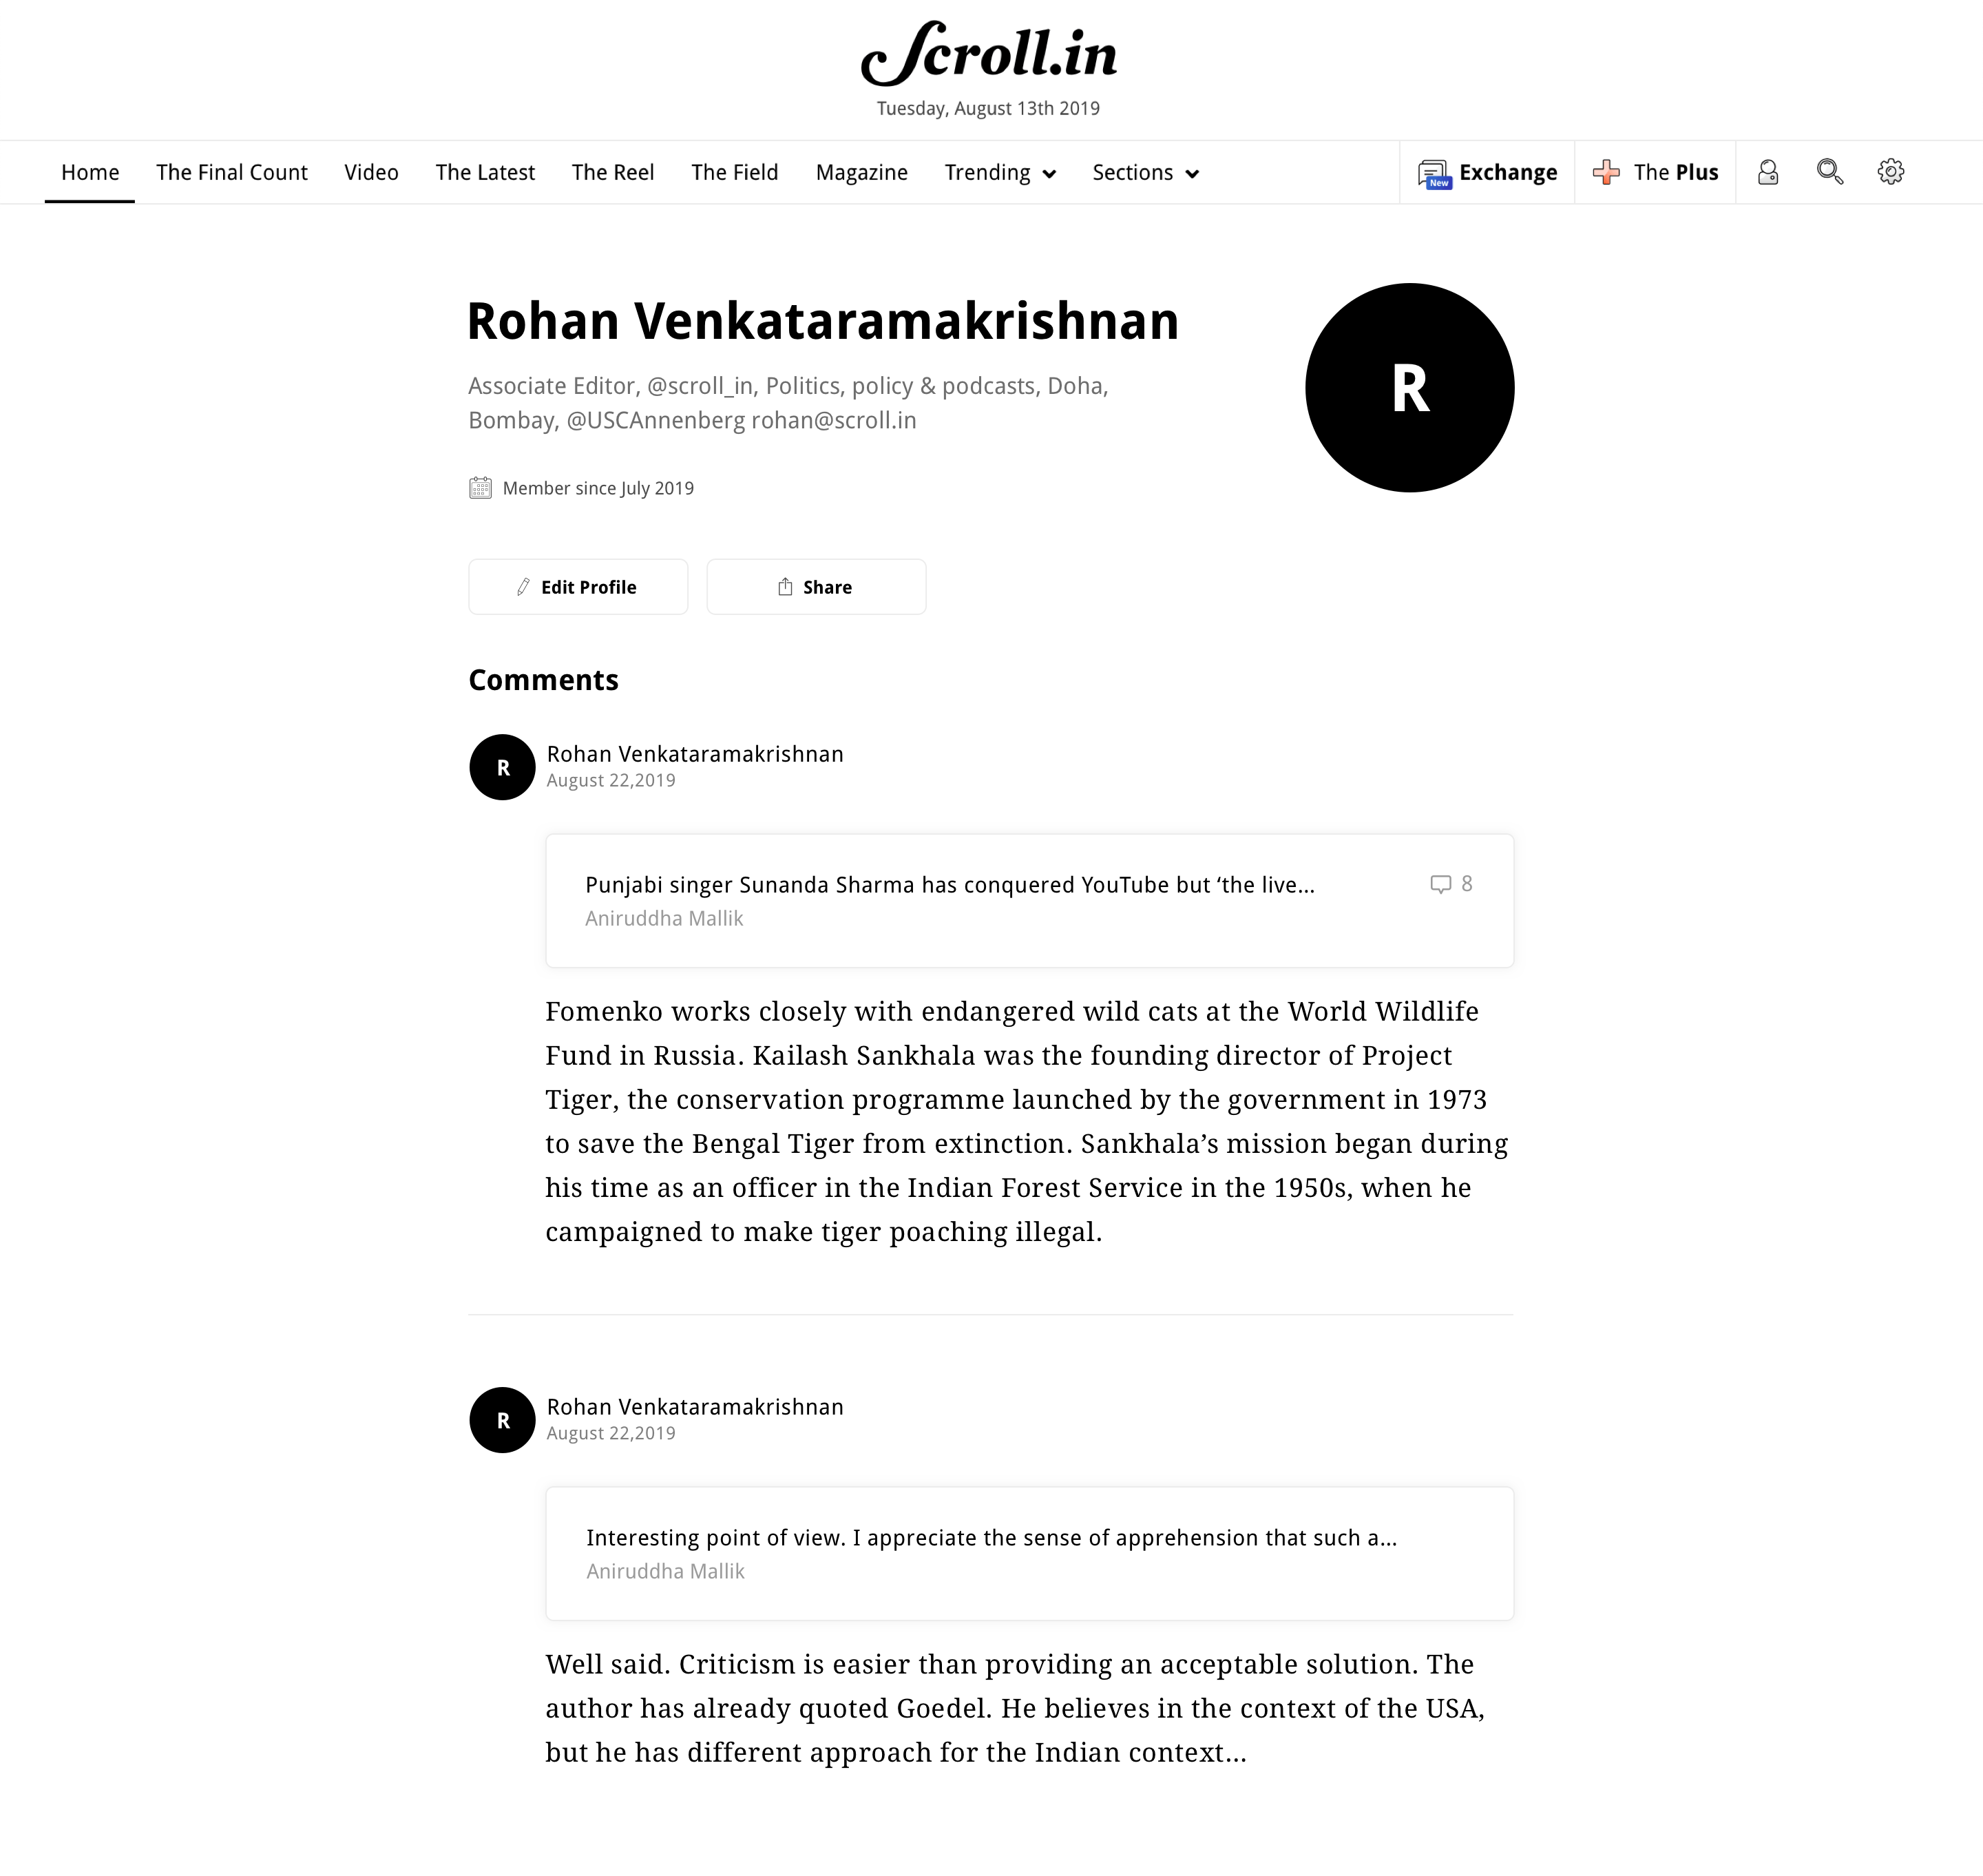 Scroll.in
Tuesday, August 13th 2019
Home The Final Count Video The Latest The Reel The Field Magazine Trending Sections New Exchange The Plus
Rohan Venkataramakrishnan
R
Associate Editor, @scroll_in, Politics, policy & podcasts, Doha,
Bombay, @USCAnnenberg rohan@scroll.in
Member since July 2019
Edit Profile Share
Comments
R
Rohan Venkataramakrishnan
August 22,2019
Punjabi singer Sunanda Sharma has conquered YouTube but ‘the live... 8
Aniruddha Mallik
Fomenko works closely with endangered wild cats at the World Wildlife
Fund in Russia. Kailash Sankhala was the founding director of Project
Tiger, the conservation programme launched by the government in 1973
to save the Bengal Tiger from extinction. Sankhala’s mission began during
his time as an officer in the Indian Forest Service in the 1950s, when he
campaigned to make tiger poaching illegal.
R
Rohan Venkataramakrishnan
August 22,2019
Interesting point of view. I appreciate the sense of apprehension that such a...
Aniruddha Mallik
Well said. Criticism is easier than providing an acceptable solution. The
author has already quoted Goedel. He believes in the context of the USA,
but he has different approach for the Indian context...